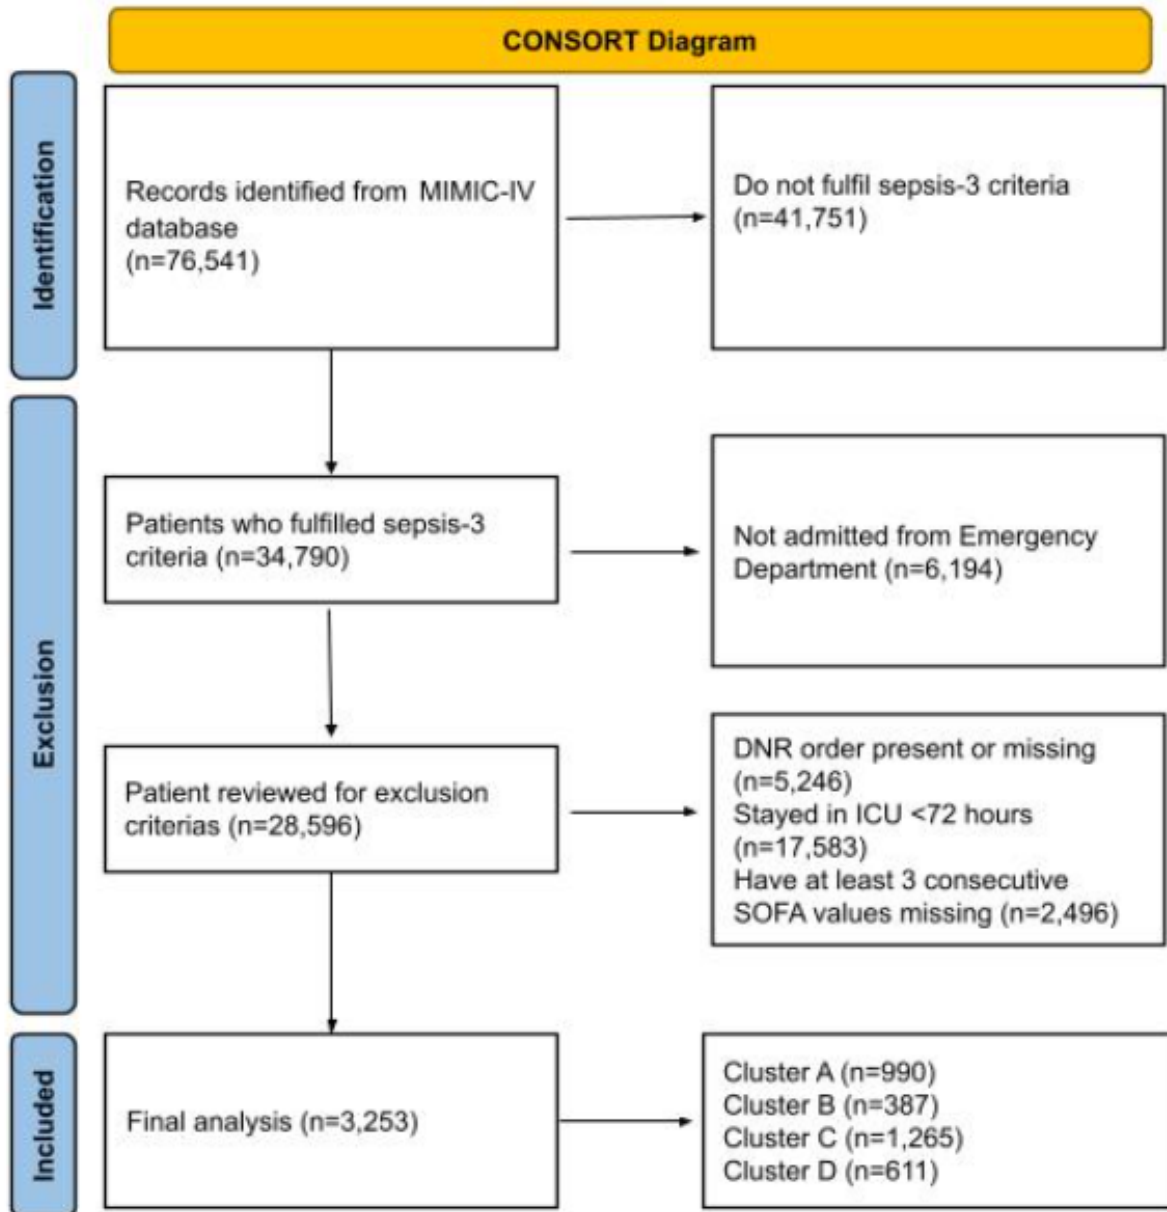 CONSORT Diagram
Identification
Records identified from MIMIC-IV
database
(n=76,541)
Do not fulfil sepsis-3 criteria
(n=41,751)
Exclusion
Patients who fulfilled sepsis-3
criteria (n=34,790)
Not admitted from Emergency
Department (n=6,194)
Patient reviewed for exclusion
criterias (n=28,596)
DNR order present or missing
(n=5,246)
Stayed in ICU <72 hours
(n=17,583)
Have at least 3 consecutive
SOFA values missing (n=2,496)
Included
Final analysis (n=3,253)
Cluster A (n=990)
Cluster B (n=387)
Cluster C (n=1,265)
Cluster D (n=611)